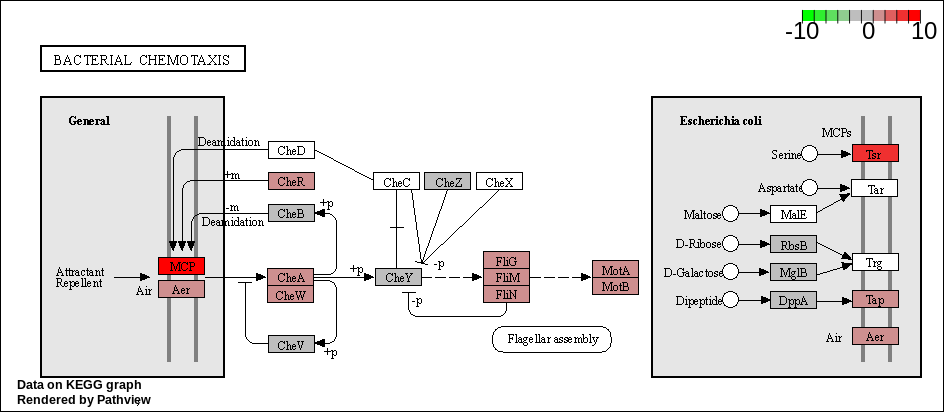 -10 0 10
BACTERIAL CHEMOTAXIS
General
Escherichia coli
MCPs
Deamidation
CheD
Serine
Tsr
+m
CheR
CheC
CheZ
CheX
Aspartate
Tar
-m
CheB
+p
Maltose
MalE
Deamidation
D-Ribose
RbsB
MCP
+p
-p
FliG
Trg
Attractant
Repellent
CheA
CheY
FliM
MotA
D-Galactose
MglB
Air
Aer
CheW
FliN
MotB
-p
Dipeptide
DppA
Tap
CheV
+p
Flagellar assembly
Air
Aer
Data on KEGG graph
Rendered by Pathview